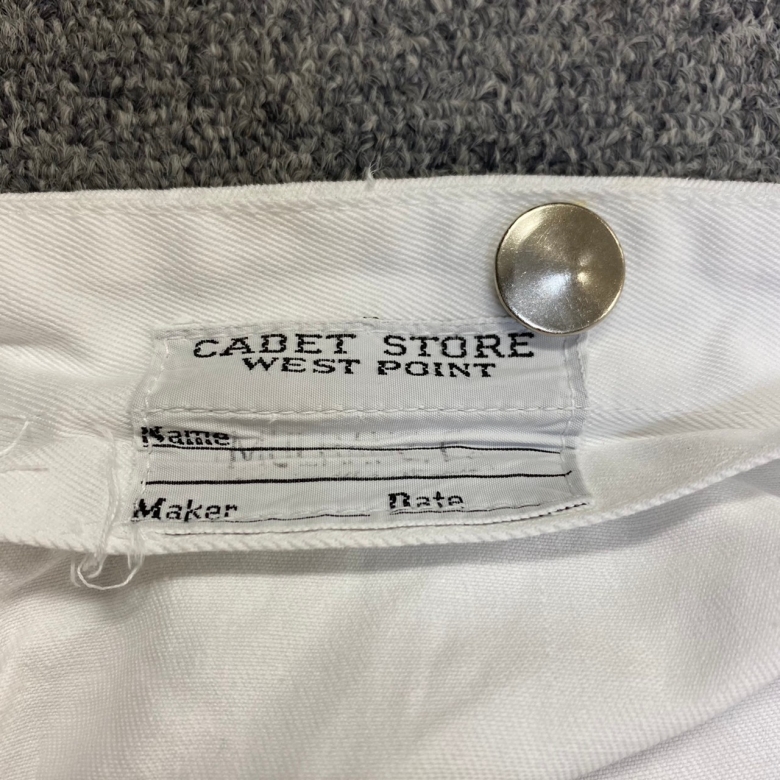 CADET STORE
WEST POINT
Name
Maker Date